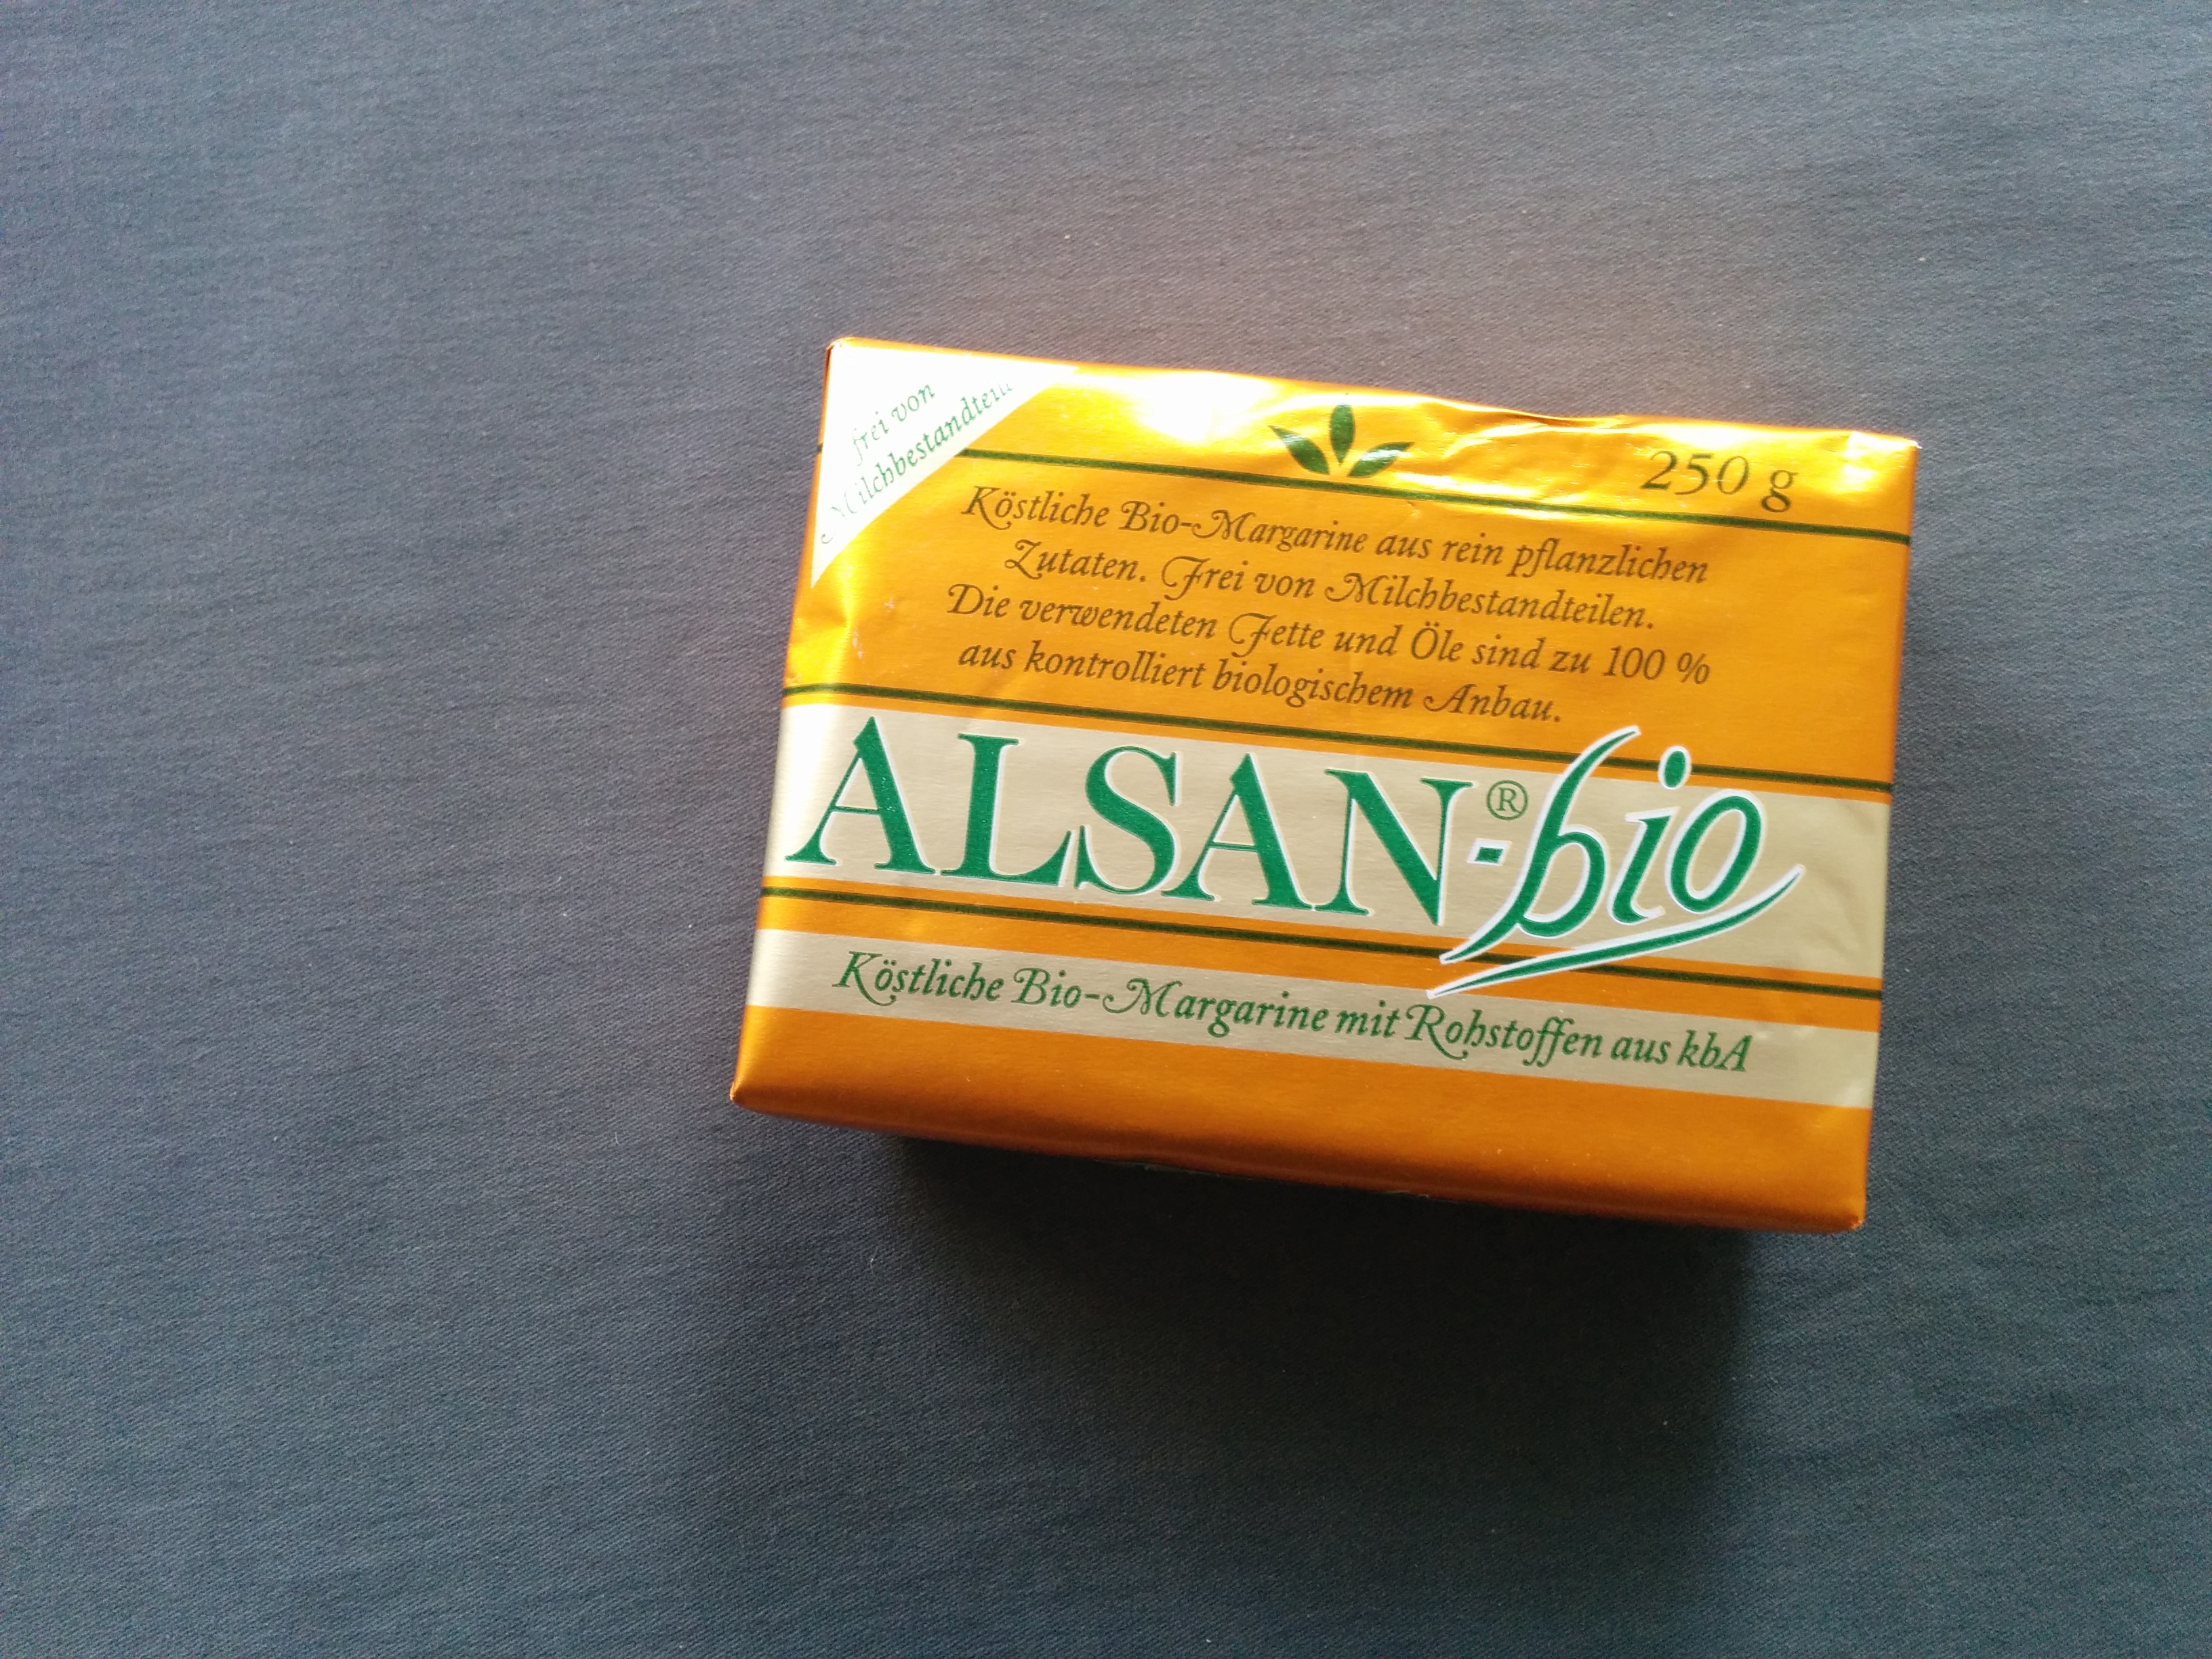 frei von
Milchbestandteilen
250 g
Köstliche Bio-Margarine aus rein pflanzlichen
Zutaten. Frei von Milchbestandteilen.
Die verwendeten Fette und Öle sind zu 100 %
aus kontrolliert biologischem Anbau.
ALSAN®-bio
Köstliche Bio-Margarine mit Rohstoffen aus kbA